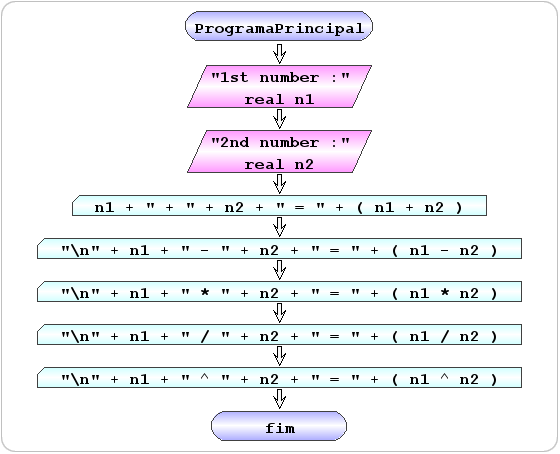 ProgramaPrincipal
"1st number :"
real n1
"2nd number :"
real n2
n1 + " + " + n2 + " = " + ( n1 + n2 )
"\n" + n1 + " - " + n2 + " = " + ( n1 - n2 )
"\n" + n1 + " * " + n2 + " = " + ( n1 * n2 )
"\n" + n1 + " / " + n2 + " = " + ( n1 / n2 )
"\n" + n1 + " ^ " + n2 + " = " + ( n1 ^ n2 )
fim